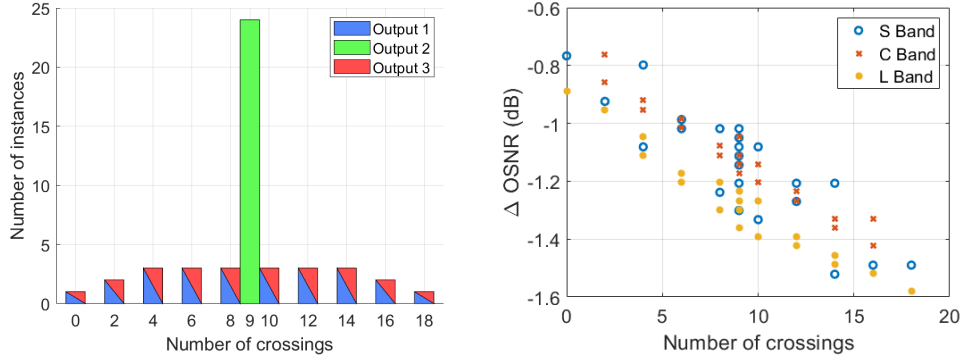 25
20
15
10
5
0
Number of instances
Output 1
Output 2
Output 3
0 2 4 6 8 9 10 12 14 16 18
Number of crossings
-0.6
-0.8
-1
-1.2
-1.4
-1.6
Δ OSNR (dB)
S Band
C Band
L Band
0 5 10 15 20
Number of crossings